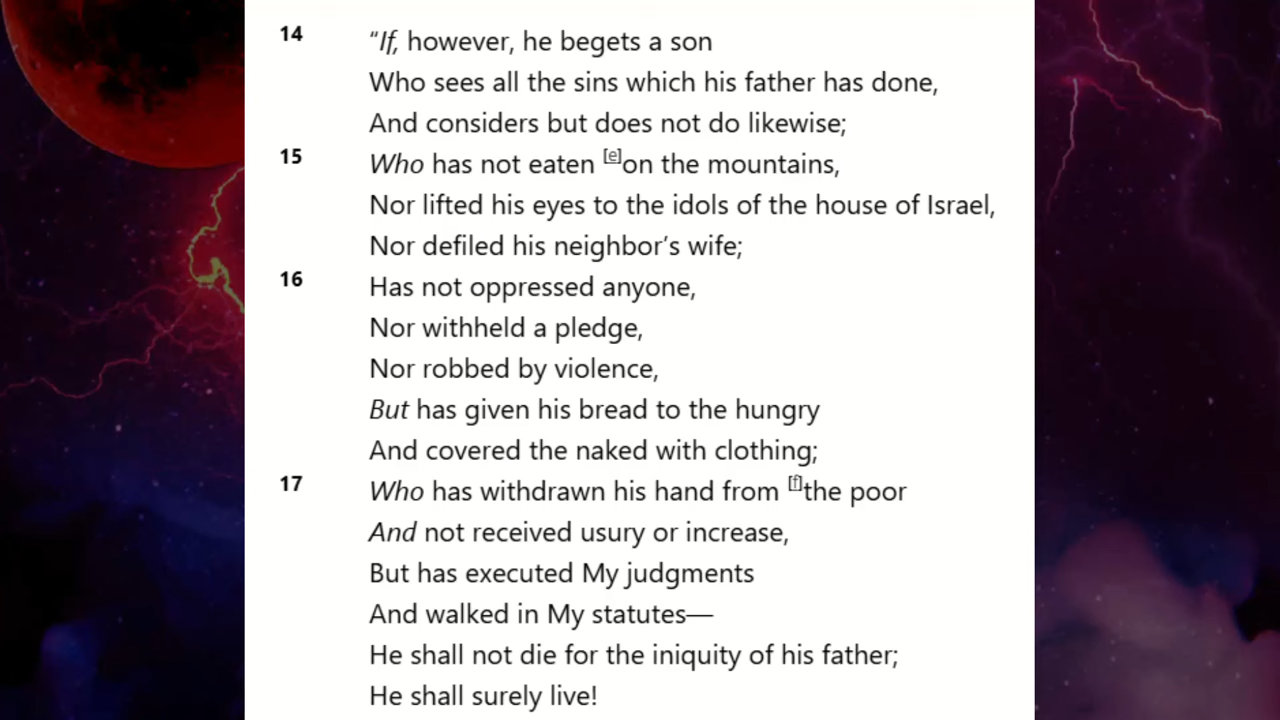 14 “If, however, he begets a son
Who sees all the sins which his father has done,
And considers but does not do likewise;
15 Who has not eaten [e]on the mountains,
Nor lifted his eyes to the idols of the house of Israel,
Nor defiled his neighbor’s wife;
16 Has not oppressed anyone,
Nor withheld a pledge,
Nor robbed by violence,
But has given his bread to the hungry
And covered the naked with clothing;
17 Who has withdrawn his hand from [f]the poor
And not received usury or increase,
But has executed My judgments
And walked in My statutes—
He shall not die for the iniquity of his father;
He shall surely live!